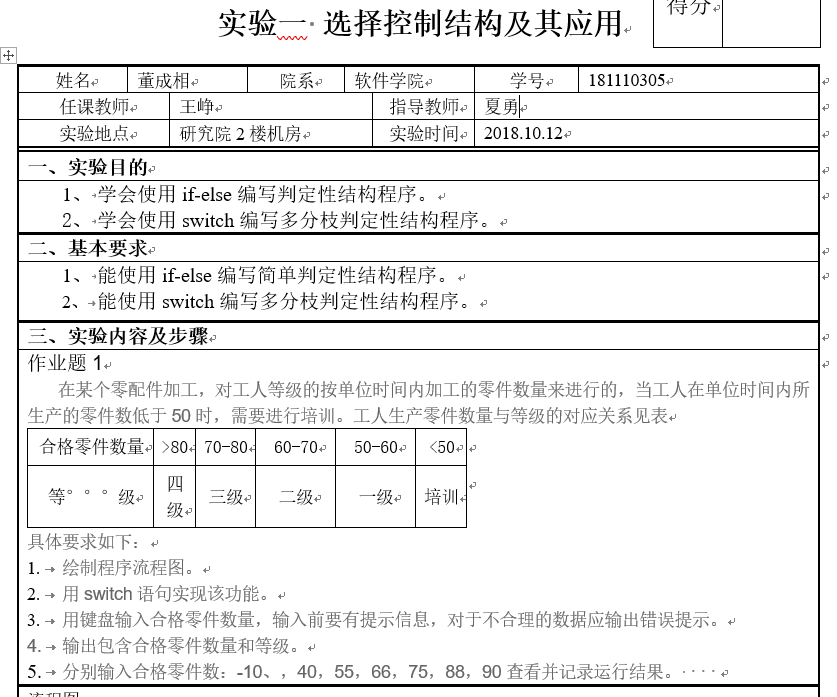 实验一 选择控制结构及其应用
得分
姓名 董成相 院系 软件学院 学号 181110305
任课教师 王峥 指导教师 夏勇
实验地点 研究院 2 楼机房 实验时间 2018.10.12
一、实验目的
1、学会使用 if-else 编写判定性结构程序。
2、学会使用 switch 编写多分枝判定性结构程序。
二、基本要求
1、能使用 if-else 编写简单判定性结构程序。
2、能使用 switch 编写多分枝判定性结构程序。
三、实验内容及步骤
作业题 1
在某个零配件加工，对工人等级的按单位时间内加工的零件数量来进行的，当工人在单位时间内所
生产的零件数低于 50 时，需要进行培训。工人生产零件数量与等级的对应关系见表
合格零件数量 >80 70-80 60-70 50-60 <50
等 级 四级 三级 二级 一级 培训
具体要求如下：
1. 绘制程序流程图。
2. 用 switch 语句实现该功能。
3. 用键盘输入合格零件数量，输入前要有提示信息，对于不合理的数据应输出错误提示。
4. 输出包含合格零件数量和等级。
5. 分别输入合格零件数：-10、，40，55，66，75，88，90 查看并记录运行结果。